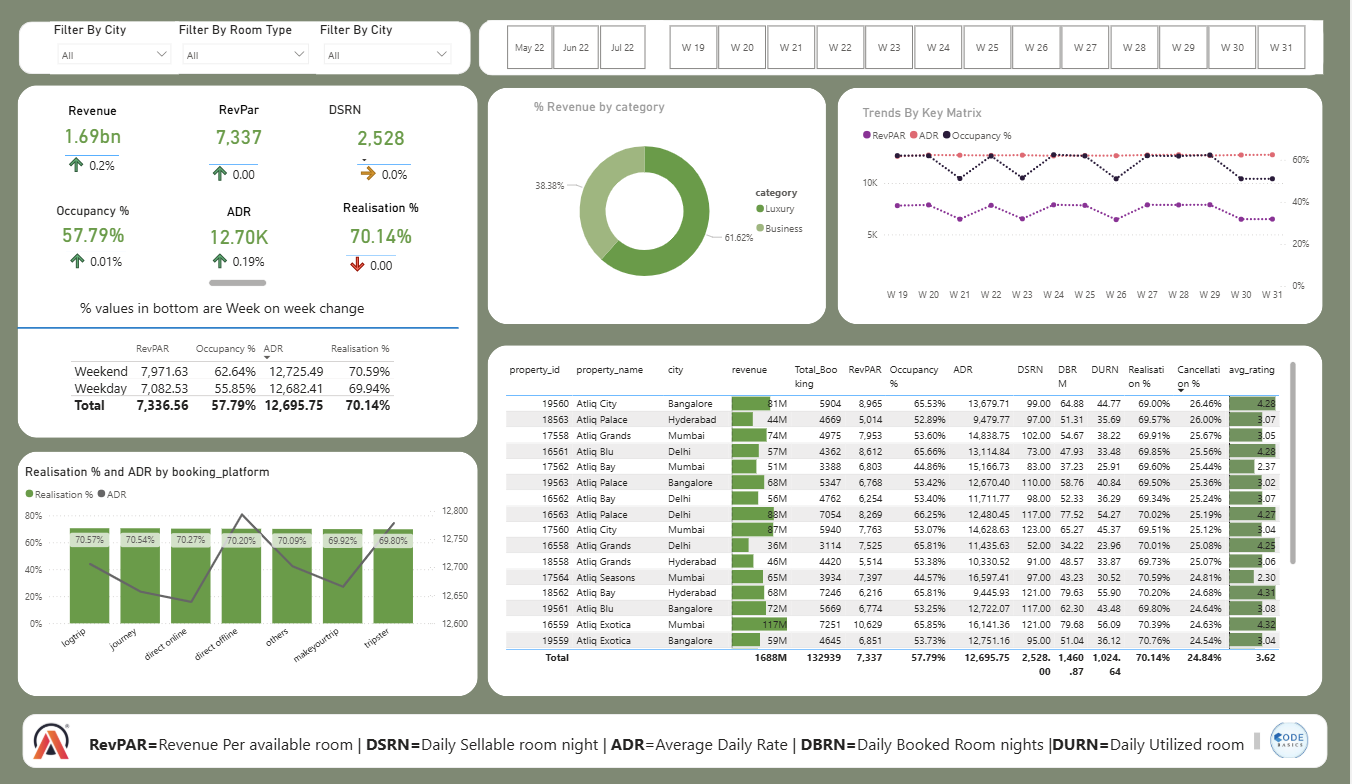 Filter By City Filter By Room Type Filter By City
All All All
May 22 Jun 22 Jul 22 W 19 W 20 W 21 W 22 W 23 W 24 W 25 W 26 W 27 W 28 W 29 W 30 W 31
Revenue RevPar DSRN
1.69bn 7,337 2,528
0.2% 0.00 0.0%
Occupancy % ADR Realisation %
57.79% 12.70K 70.14%
0.01% 0.19% 0.00
% values in bottom are Week on week change
RevPAR Occupancy % ADR Realisation %
Weekend 7,971.63 62.64% 12,725.49 70.59%
Weekday 7,082.53 55.85% 12,682.41 69.94%
Total 7,336.56 57.79% 12,695.75 70.14%
% Revenue by category
38.38%
61.62%
category
Luxury
Business
Trends By Key Matrix
RevPAR ADR Occupancy %
10K
5K
60%
40%
20%
0%
W 19 W 20 W 21 W 22 W 23 W 24 W 25 W 26 W 27 W 28 W 29 W 30 W 31
Realisation % and ADR by booking_platform
Realisation % ADR
80%
60%
40%
20%
0%
70.57% 70.54% 70.27% 70.20% 70.09% 69.92% 69.80%
12,800
12,750
12,700
12,650
12,600
logtrip journey direct online direct offline others makeyourtrip tripster
property_id property_name city revenue Total_Boo RevPAR Occupancy ADR DSRN DBR DURN Realisati Cancellati avg_rating
king % M on % on %
19560 Atliq City Bangalore 81M 5904 8,965 65.53% 13,679.71 99.00 64.88 44.77 69.00% 26.46% 4.28
18563 Atliq Palace Hyderabad 44M 4669 5,014 52.89% 9,479.77 97.00 51.31 35.69 69.57% 26.00% 3.07
17558 Atliq Grands Mumbai 74M 4975 7,953 53.60% 14,838.75 102.00 54.67 38.22 69.91% 25.67% 3.05
16561 Atliq Blu Delhi 57M 4362 8,612 65.66% 13,114.84 73.00 47.93 33.48 69.85% 25.56% 4.28
17562 Atliq Bay Mumbai 51M 3388 6,803 44.86% 15,166.73 83.00 37.23 25.91 69.60% 25.44% 2.37
19563 Atliq Palace Bangalore 68M 5347 6,768 53.42% 12,670.40 110.00 58.76 40.84 69.50% 25.36% 3.02
16562 Atliq Bay Delhi 56M 4762 6,254 53.40% 11,711.77 98.00 52.33 36.29 69.34% 25.24% 3.07
16563 Atliq Palace Delhi 88M 7054 8,269 66.25% 12,480.45 117.00 77.52 54.27 70.02% 25.19% 4.27
17560 Atliq City Mumbai 87M 5940 7,763 53.07% 14,628.63 123.00 65.27 45.37 69.51% 25.12% 3.04
16558 Atliq Grands Delhi 36M 3114 7,525 65.81% 11,435.63 52.00 34.22 23.96 70.01% 25.08% 4.25
18558 Atliq Grands Hyderabad 46M 4420 5,514 53.38% 10,330.52 91.00 48.57 33.87 69.73% 25.07% 3.06
17564 Atliq Seasons Mumbai 65M 3934 7,397 44.57% 16,597.41 97.00 43.23 30.52 70.59% 24.81% 2.30
18562 Atliq Bay Hyderabad 68M 7246 6,216 65.81% 9,445.93 121.00 79.63 55.90 70.20% 24.68% 4.31
19561 Atliq Blu Bangalore 72M 5669 6,774 53.25% 12,722.07 117.00 62.30 43.48 69.80% 24.64% 3.08
16559 Atliq Exotica Mumbai 117M 7251 10,629 65.85% 16,141.36 121.00 79.68 56.09 70.39% 24.63% 4.32
19559 Atliq Exotica Bangalore 59M 4645 6,851 53.73% 12,751.16 95.00 51.04 36.12 70.76% 24.54% 3.04
Total 1688M 132939 7,337 57.79% 12,695.75 2,528. 1,460 1,024. 70.14% 24.84% 3.62
00 .87 64
RevPAR=Revenue Per available room | DSRN=Daily Sellable room night | ADR=Average Daily Rate | DBRN=Daily Booked Room nights |DURN=Daily Utilized room
CODE
BASICS